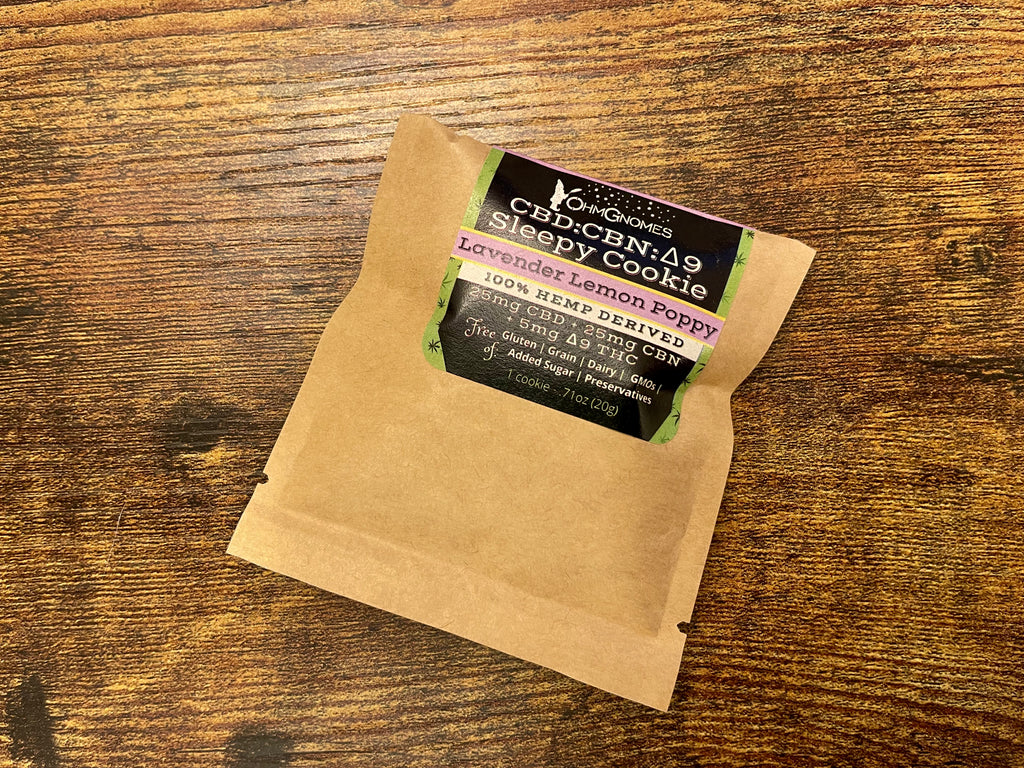 OHMGNOMES
CBD:CBN:Δ9
Sleepy Cookie
Lavender Lemon Poppy
100% HEMP DERIVED
25mg CBD + 25mg CBN
+ 5mg Δ9 THC
Free of: Gluten | Grain | Dairy | GMOs |
Added Sugar | Preservatives
1 cookie .71oz (20g)